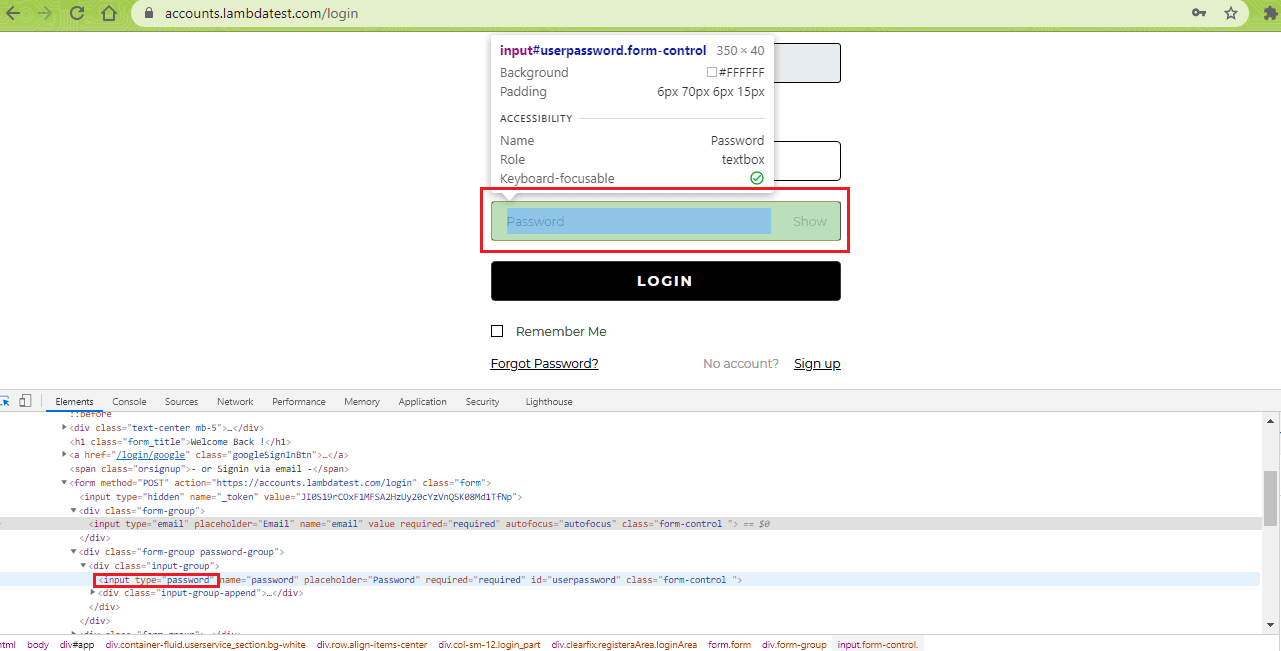 accounts.lambdatest.com/login
input#userpassword.form-control 350 × 40
Background #FFFFFF
Padding 6px 70px 6px 15px
ACCESSIBILITY
Name Password
Role textbox
Keyboard-focusable
Password Show
LOGIN
Remember Me
Forgot Password? No account? Sign up
Elements Console Sources Network Performance Memory Application Security Lighthouse
::before
<div class="text-center mb-5">…</div>
<h1 class="form_title">Welcome Back !</h1>
<a href="/login/google" class="googleSignInBtn">…</a>
<span class="orsignup">- or Signin via email -</span>
<form method="POST" action="https://accounts.lambdatest.com/login" class="form">
<input type="hidden" name="_token" value="JI0S19rCOxF1MFSA2HzUy20cYzVnQSK08Md1TfNp">
<div class="form-group">
<input type="email" placeholder="Email" name="email" value required="required" autofocus="autofocus" class="form-control "> == $0
</div>
<div class="form-group password-group">
<div class="input-group">
<input type="password" name="password" placeholder="Password" required="required" id="userpassword" class="form-control ">
<div class="input-group-append">…</div>
</div>
</div>
html body div#app div.container-fluid.userservice_section.bg-white div.row.align-items-center div.col-sm-12.login_part div.clearfix.registeraArea.loginArea form.form div.form-group input.form-control.